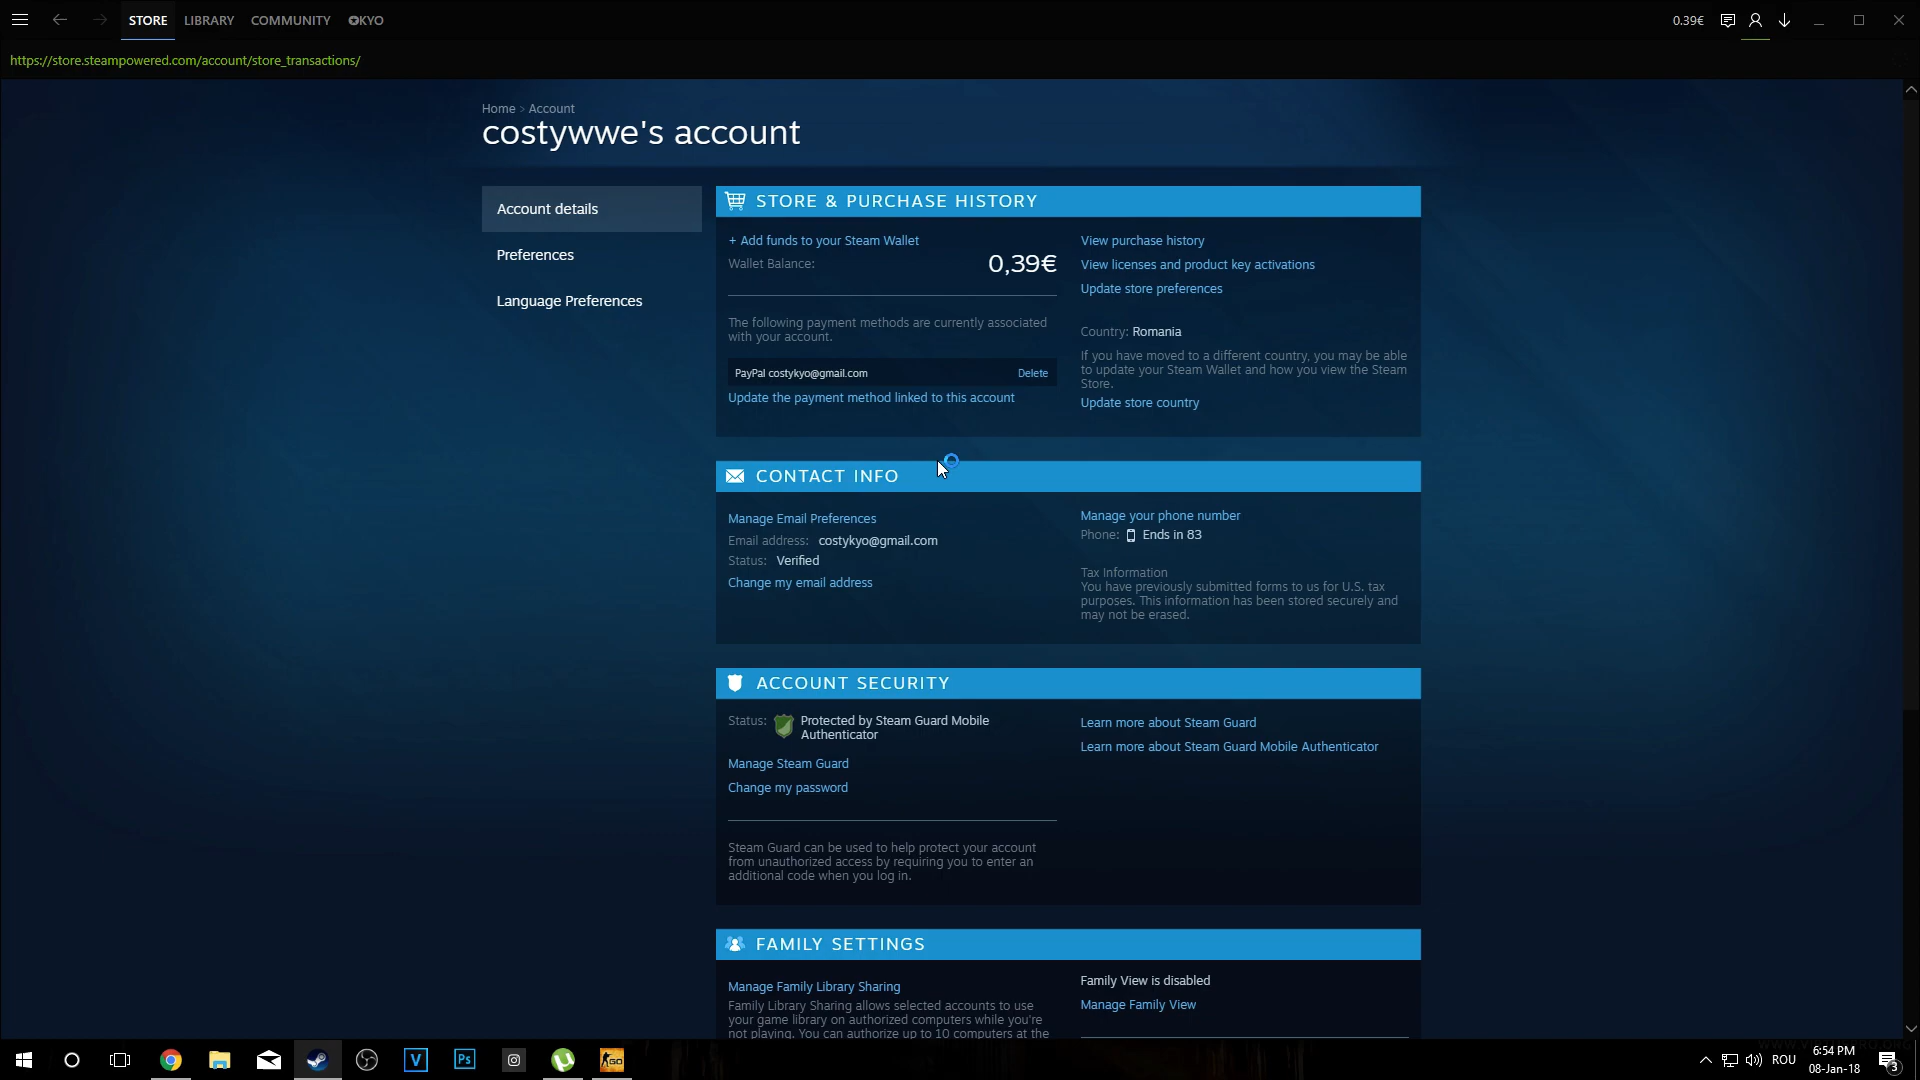 STORE LIBRARY COMMUNITY ✪KYO 0.39€
https://store.steampowered.com/account/store_transactions/
Home > Account
costywwe's account
Account details
Preferences
Language Preferences
STORE & PURCHASE HISTORY
+ Add funds to your Steam Wallet
Wallet Balance: 0,39€
The following payment methods are currently associated
with your account.
PayPal costykyo@gmail.com Delete
Update the payment method linked to this account
View purchase history
View licenses and product key activations
Update store preferences
Country: Romania
If you have moved to a different country, you may be able
to update your Steam Wallet and how you view the Steam
Store.
Update store country
CONTACT INFO
Manage Email Preferences
Email address: costykyo@gmail.com
Status: Verified
Change my email address
Manage your phone number
Phone: Ends in 83
Tax Information
You have previously submitted forms to us for U.S. tax
purposes. This information has been stored securely and
may not be erased.
ACCOUNT SECURITY
Status: Protected by Steam Guard Mobile
Authenticator
Manage Steam Guard
Change my password
Steam Guard can be used to help protect your account
from unauthorized access by requiring you to enter an
additional code when you log in.
Learn more about Steam Guard
Learn more about Steam Guard Mobile Authenticator
FAMILY SETTINGS
Manage Family Library Sharing
Family Library Sharing allows selected accounts to use
your game library on authorized computers while you're
not playing. You can authorize up to 10 computers at the
Family View is disabled
Manage Family View
V
Ps
GO
ROU
6:54 PM
08-Jan-18
3